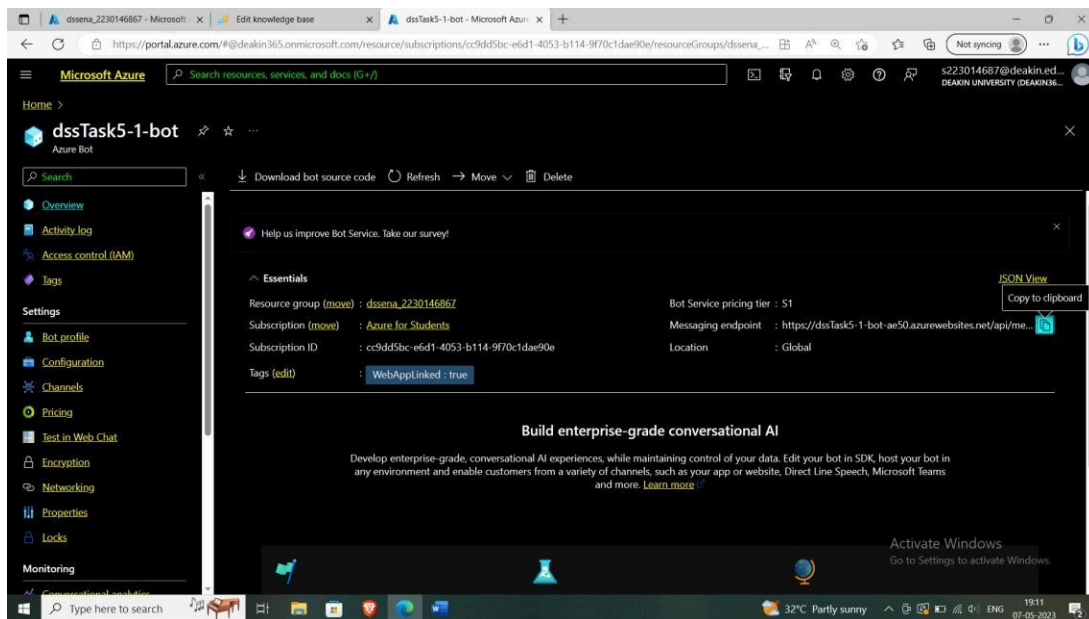 dssena_2230146867 - Microsoft
Edit knowledge base
dssTask5-1-bot - Microsoft Azur
https://portal.azure.com/#@deakin365.onmicrosoft.com/resource/subscriptions/cc9dd5bc-e6d1-4053-b114-9f70c1dae90e/resourceGroups/dssena_...
Not syncing
Microsoft Azure
Search resources, services, and docs (G+/)
s223014687@deakin.ed...
DEAKIN UNIVERSITY (DEAKIN36...
Home >
dssTask5-1-bot
Azure Bot
Search
Download bot source code
Refresh
Move
Delete
Overview
Activity log
Access control (IAM)
Tags
Settings
Bot profile
Configuration
Channels
Pricing
Test in Web Chat
Encryption
Networking
Properties
Locks
Monitoring
Help us improve Bot Service. Take our survey!
Essentials
JSON View
Copy to clipboard
Resource group (move) : dssena_2230146867
Bot Service pricing tier : S1
Subscription (move) : Azure for Students
Messaging endpoint : https://dssTask5-1-bot-ae50.azurewebsites.net/api/me...
Subscription ID : cc9dd5bc-e6d1-4053-b114-9f70c1dae90e
Location : Global
Tags (edit) : WebAppLinked : true
Build enterprise-grade conversational AI
Develop enterprise-grade, conversational AI experiences, while maintaining control of your data. Edit your bot in SDK, host your bot in
any environment and enable customers from a variety of channels, such as your app or website, Direct Line Speech, Microsoft Teams
and more. Learn more
Activate Windows
Go to Settings to activate Windows.
Type here to search
32°C Partly sunny
ENG
19:11
07-05-2023